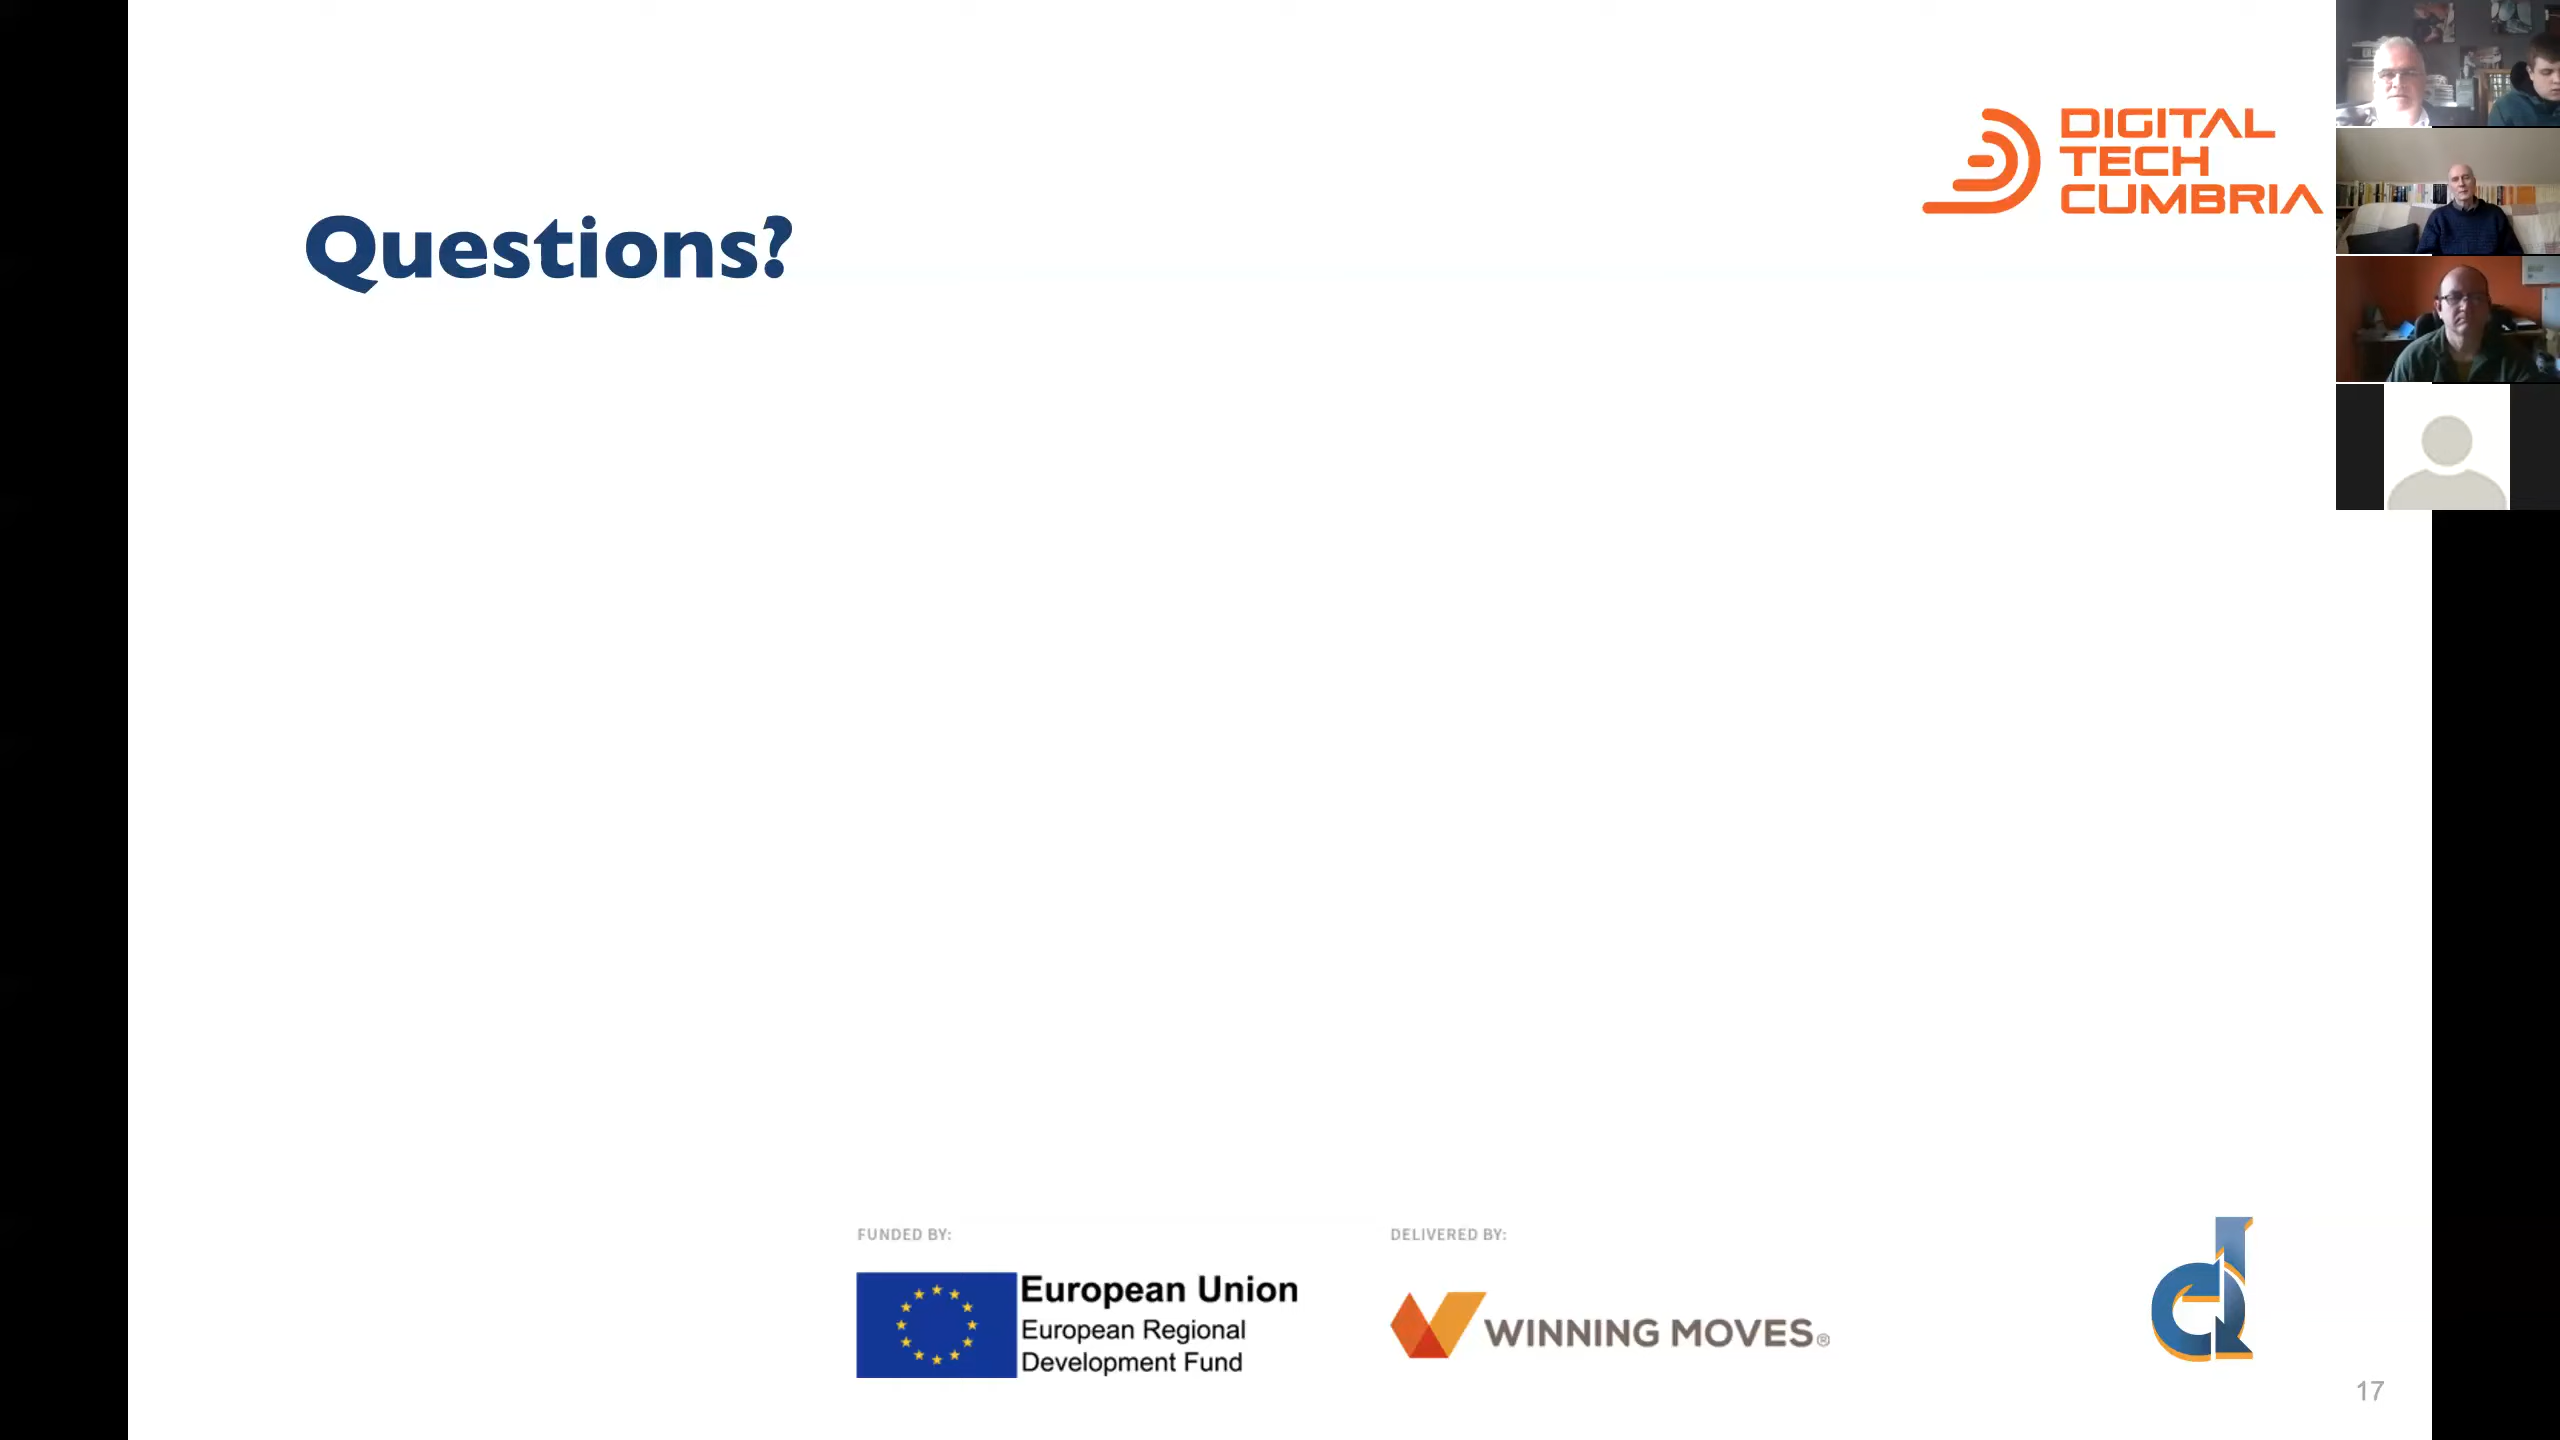 DIGITAL
TECH
CUMBRIA
Questions?
FUNDED BY:
European Union
European Regional
Development Fund
DELIVERED BY:
WINNING MOVES®
17